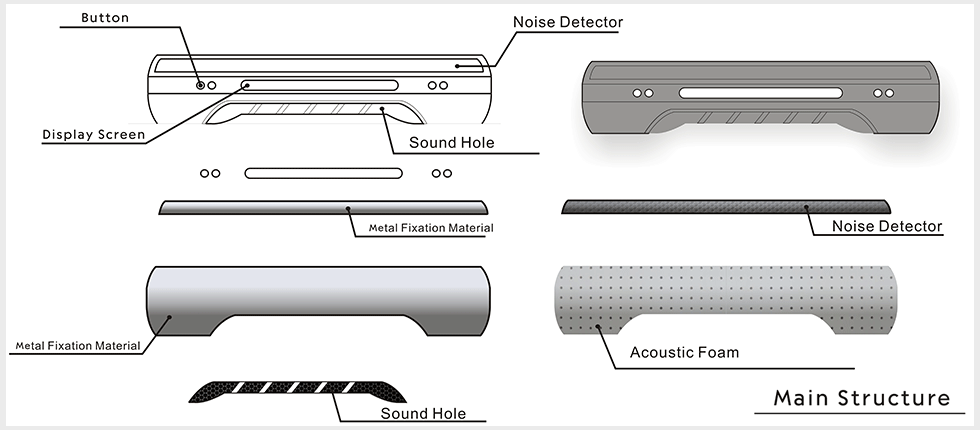 Button
Noise Detector
Display Screen
Sound Hole
Metal Fixation Material
Noise Detector
Metal Fixation Material
Acoustic Foam
Sound Hole
Main Structure